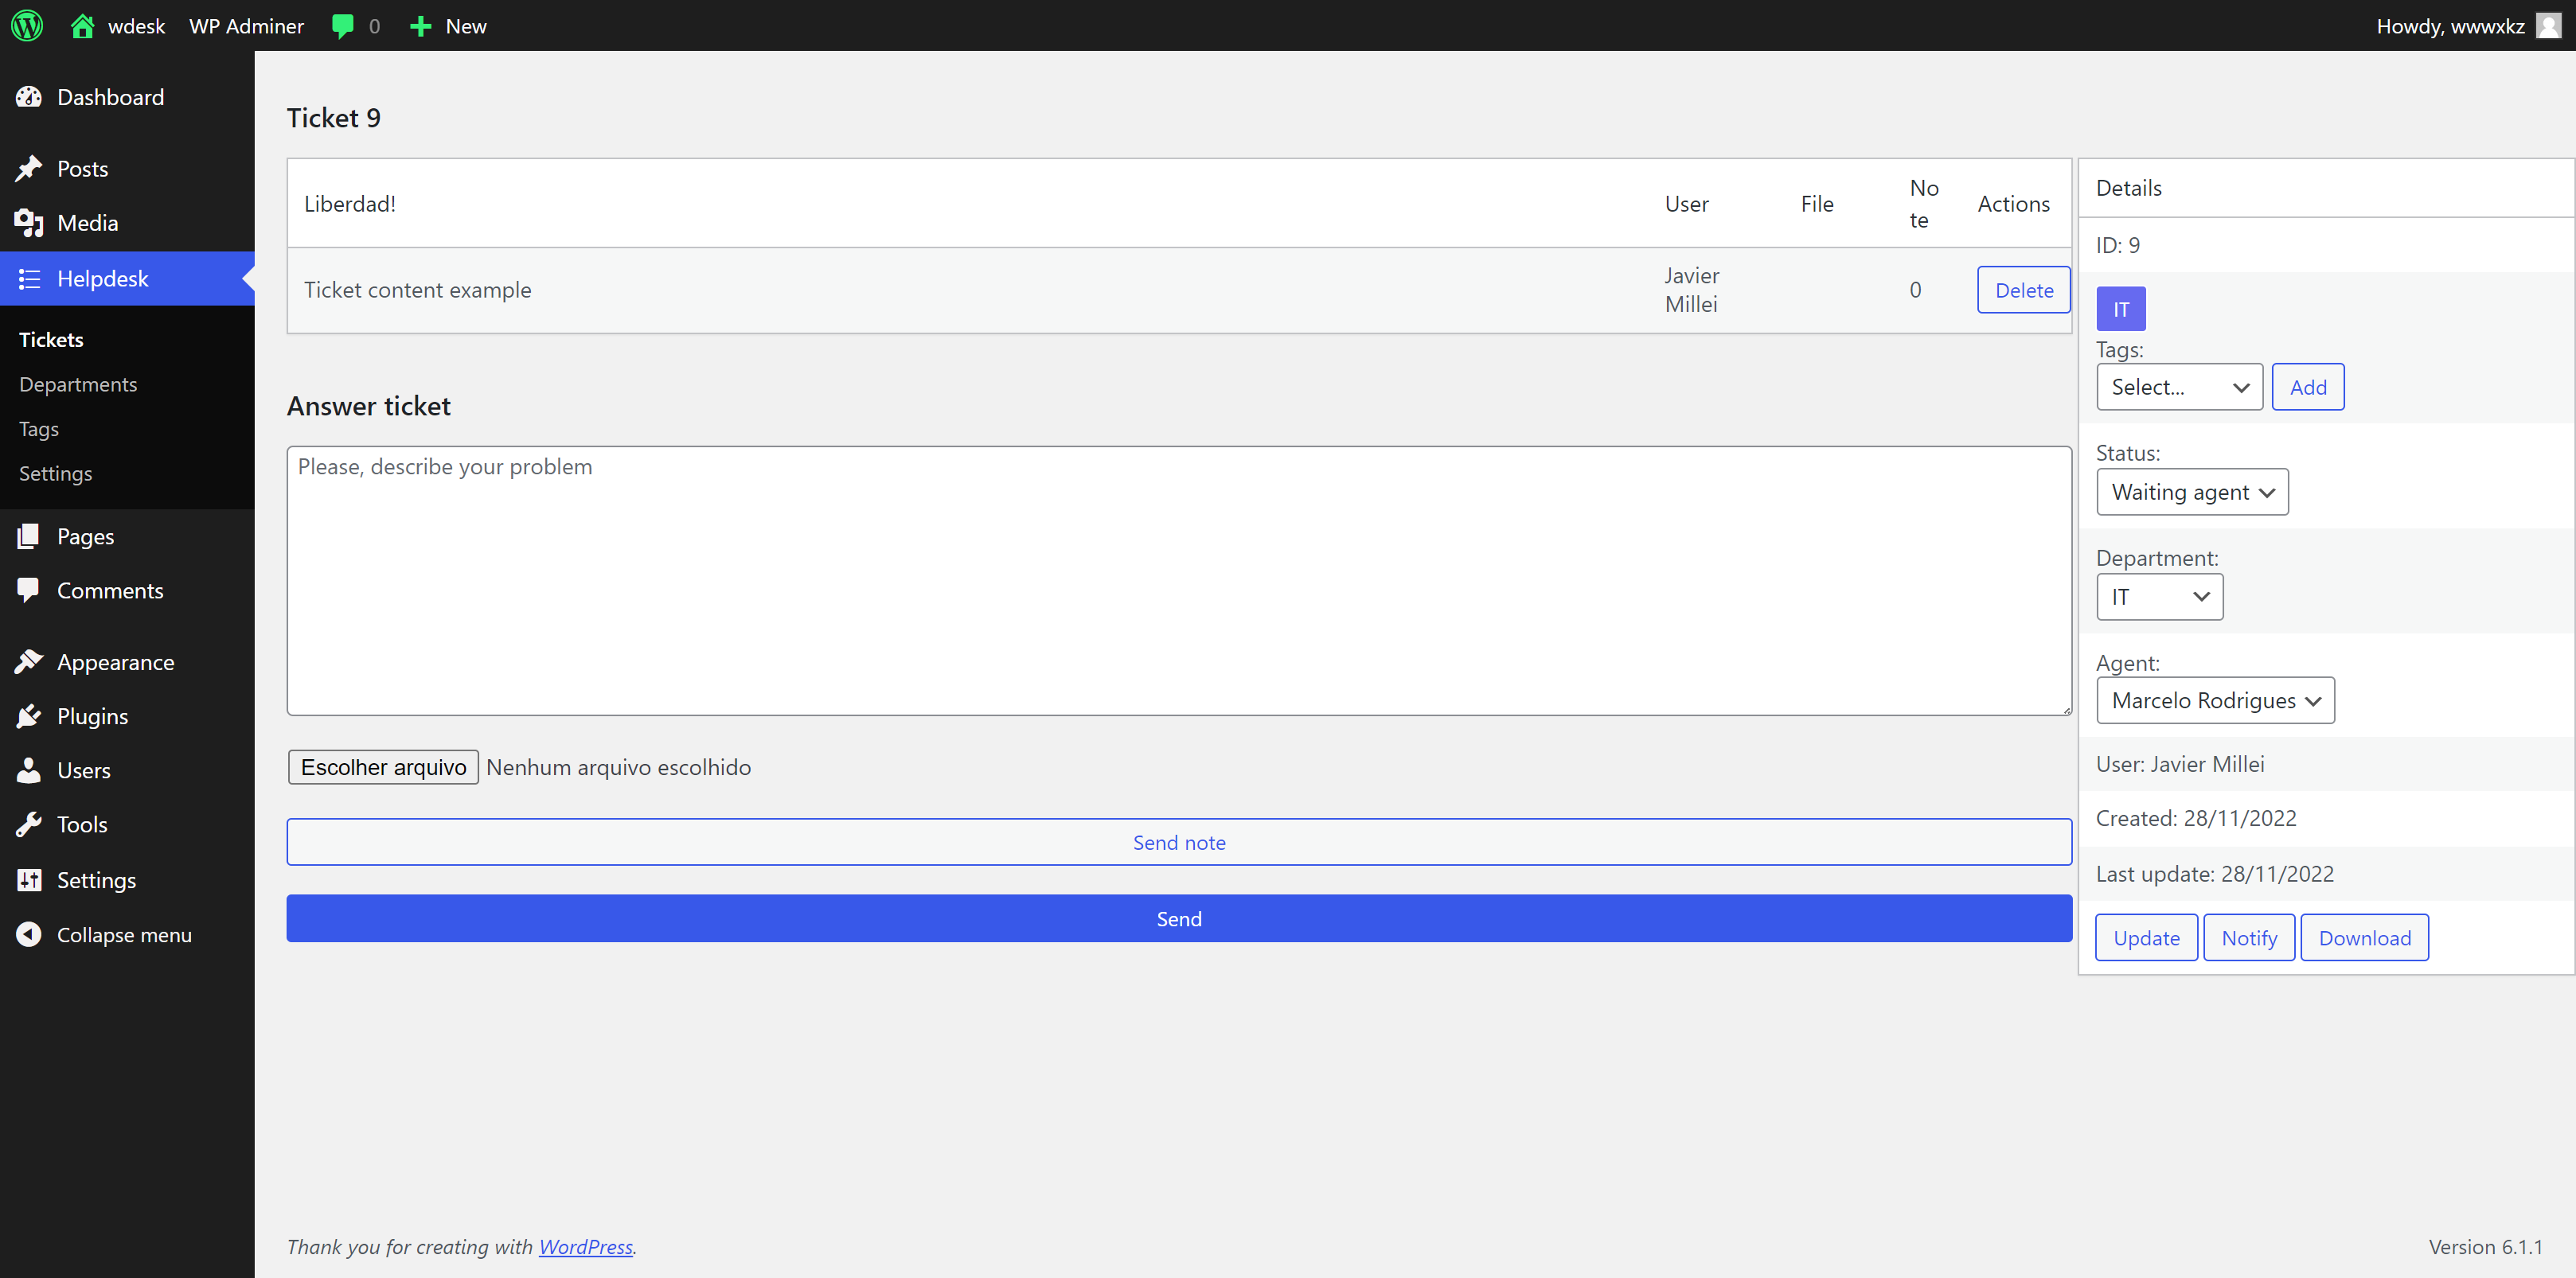 wdesk WP Adminer 0 New Howdy, wwwxkz
Dashboard
Posts
Media
Helpdesk
Tickets
Departments
Tags
Settings
Pages
Comments
Appearance
Plugins
Users
Tools
Settings
Collapse menu
Ticket 9
Liberdad! User File No
te Actions
Ticket content example Javier
Millei 0 Delete
Answer ticket
Please, describe your problem
Escolher arquivo Nenhum arquivo escolhido
Send note
Send
Details
ID: 9
IT
Tags:
Select... Add
Status:
Waiting agent
Department:
IT
Agent:
Marcelo Rodrigues
User: Javier Millei
Created: 28/11/2022
Last update: 28/11/2022
Update Notify Download
Thank you for creating with WordPress. Version 6.1.1